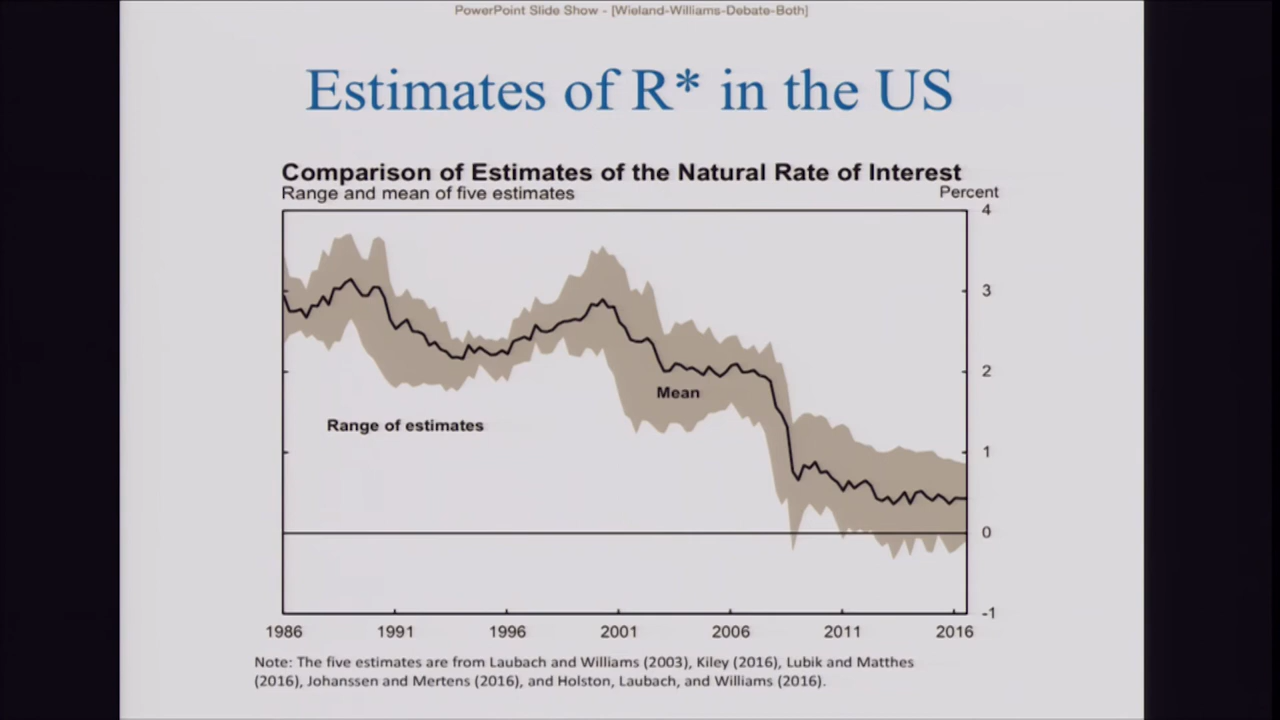 PowerPoint Slide Show - [Wieland-Williams-Debate-Both]
Estimates of R* in the US
Comparison of Estimates of the Natural Rate of Interest
Range and mean of five estimates
Percent
4
3
2
Mean
Range of estimates
1
0
-1
1986 1991 1996 2001 2006 2011 2016
Note: The five estimates are from Laubach and Williams (2003), Kiley (2016), Lubik and Matthes
(2016), Johanssen and Mertens (2016), and Holston, Laubach, and Williams (2016).